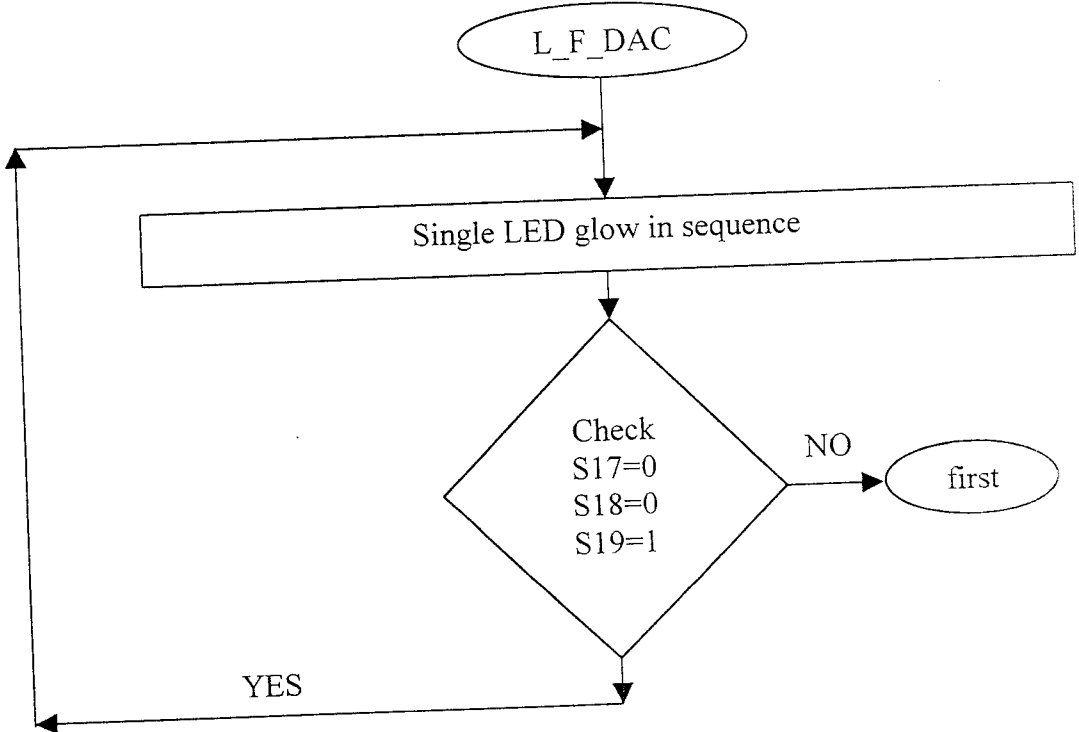 L_F_DAC
Single LED glow in sequence
Check
S17=0
S18=0
S19=1
NO
first
YES